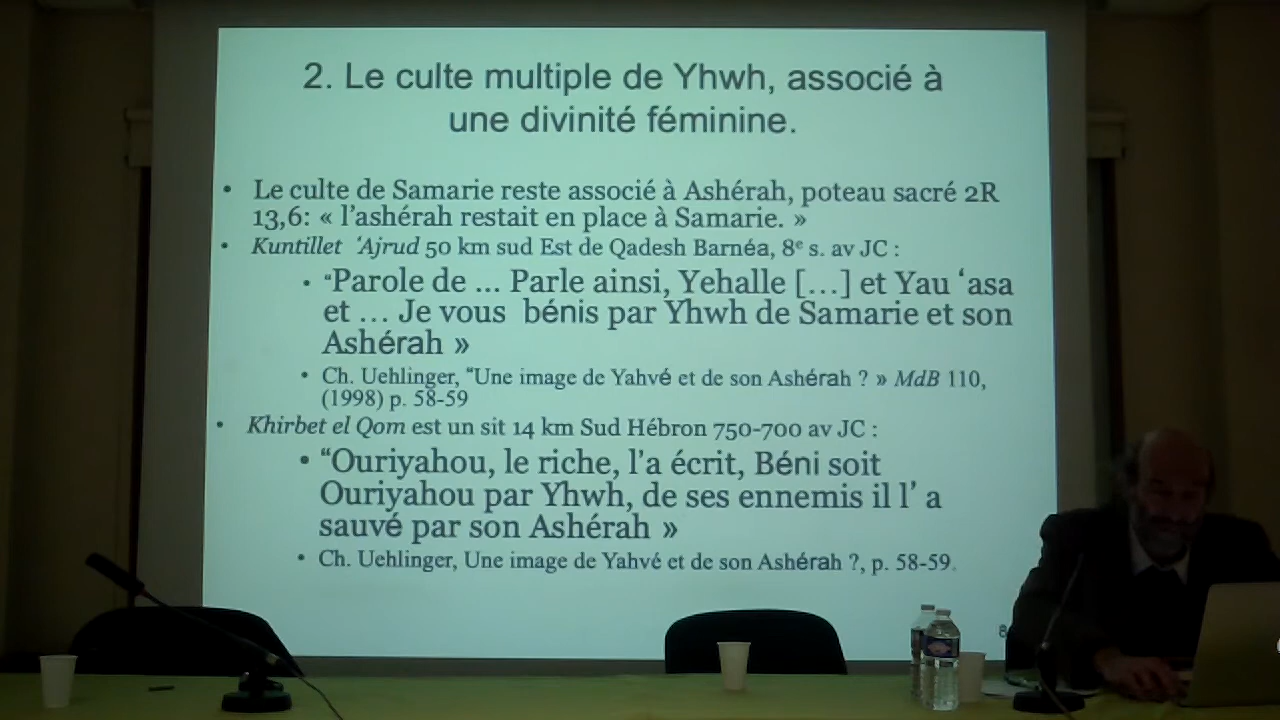 2. Le culte multiple de Yhwh, associé à
une divinité féminine.
• Le culte de Samarie reste associé à Ashérah, poteau sacré 2R
13,6: « l'ashérah restait en place à Samarie. »
• Kuntillet ‘Ajrud 50 km sud Est de Qadesh Barnéa, 8e s. av JC :
• “Parole de ... Parle ainsi, Yehalle [...] et Yau ‘asa
et ... Je vous bénis par Yhwh de Samarie et son
Ashérah »
• Ch. Uehlinger, “Une image de Yahvé et de son Ashérah ? » MdB 110,
(1998) p. 58-59
• Khirbet el Qom est un sit 14 km Sud Hébron 750-700 av JC :
• “Ouriyahou, le riche, l'a écrit, Béni soit
Ouriyahou par Yhwh, de ses ennemis il l’ a
sauvé par son Ashérah »
• Ch. Uehlinger, Une image de Yahvé et de son Ashérah ?, p. 58-59.